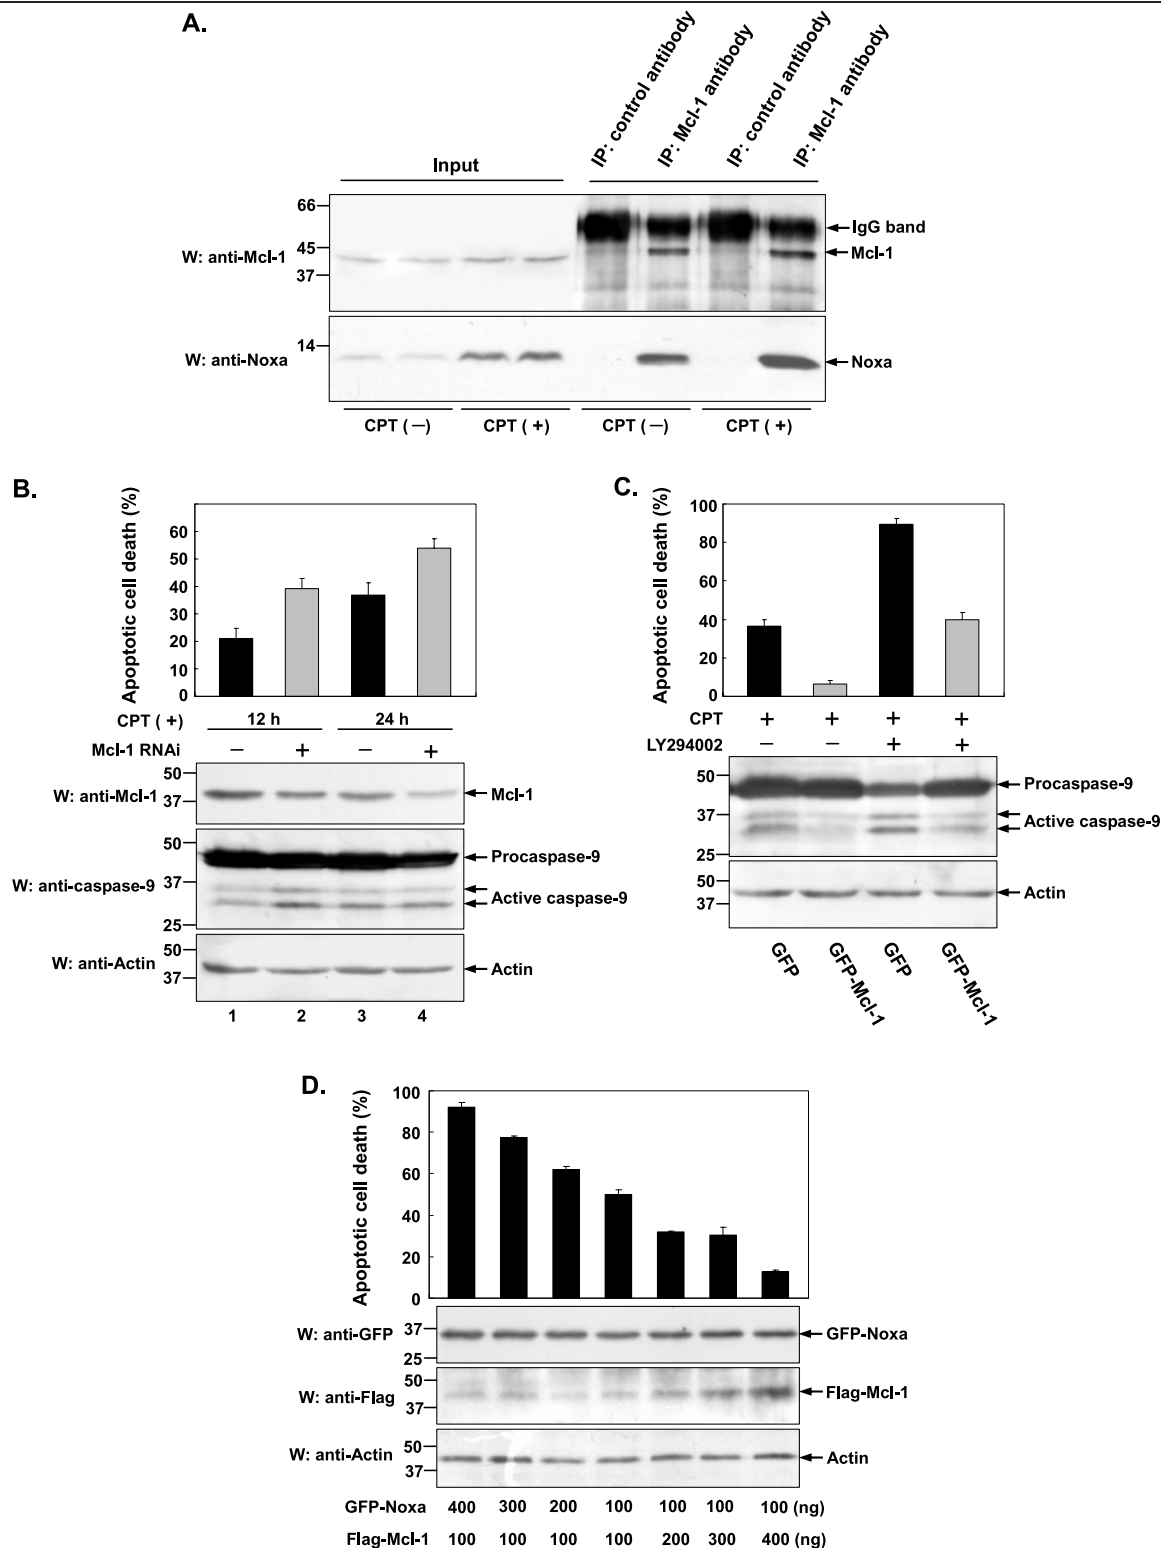 A.
IP: control antibody
IP: Mcl-1 antibody
IP: control antibody
IP: Mcl-1 antibody
Input
66
45
37
W: anti-Mcl-1
IgG band
Mcl-1
14
W: anti-Noxa
Noxa
CPT (−) CPT (+) CPT (−) CPT (+)
B.
Apoptotic cell death (%)
60
50
40
30
20
10
0
CPT (+) 12 h 24 h
Mcl-1 RNAi − + − +
50
37
W: anti-Mcl-1
Mcl-1
50
37
25
W: anti-caspase-9
Procaspase-9
Active caspase-9
50
37
W: anti-Actin
Actin
1 2 3 4
C.
Apoptotic cell death (%)
100
80
60
40
20
0
CPT + + + +
LY294002 − − + +
50
37
25
Procaspase-9
Active caspase-9
50
37
Actin
GFP
GFP-Mcl-1
GFP
GFP-Mcl-1
D.
Apoptotic cell death (%)
100
80
60
40
20
0
W: anti-GFP
37
25
GFP-Noxa
W: anti-Flag
50
37
Flag-Mcl-1
W: anti-Actin
50
37
Actin
GFP-Noxa 400 300 200 100 100 100 100 (ng)
Flag-Mcl-1 100 100 100 100 200 300 400 (ng)